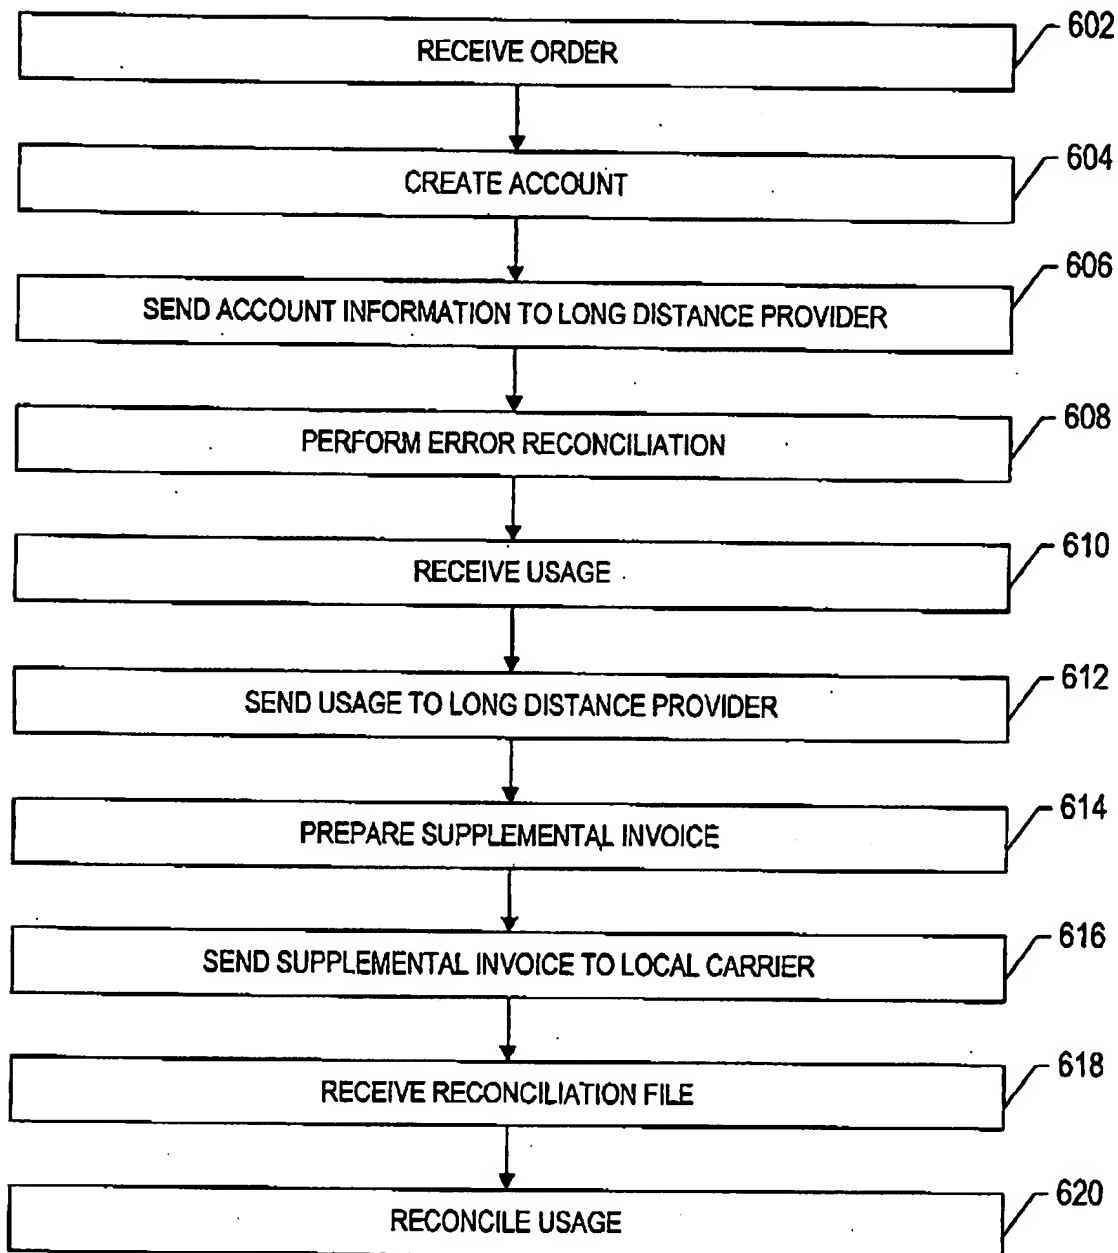 602
RECEIVE ORDER
604
CREATE ACCOUNT
606
SEND ACCOUNT INFORMATION TO LONG DISTANCE PROVIDER
608
PERFORM ERROR RECONCILIATION
610
RECEIVE USAGE
612
SEND USAGE TO LONG DISTANCE PROVIDER
614
PREPARE SUPPLEMENTAL INVOICE
616
SEND SUPPLEMENTAL INVOICE TO LOCAL CARRIER
618
RECEIVE RECONCILIATION FILE
620
RECONCILE USAGE